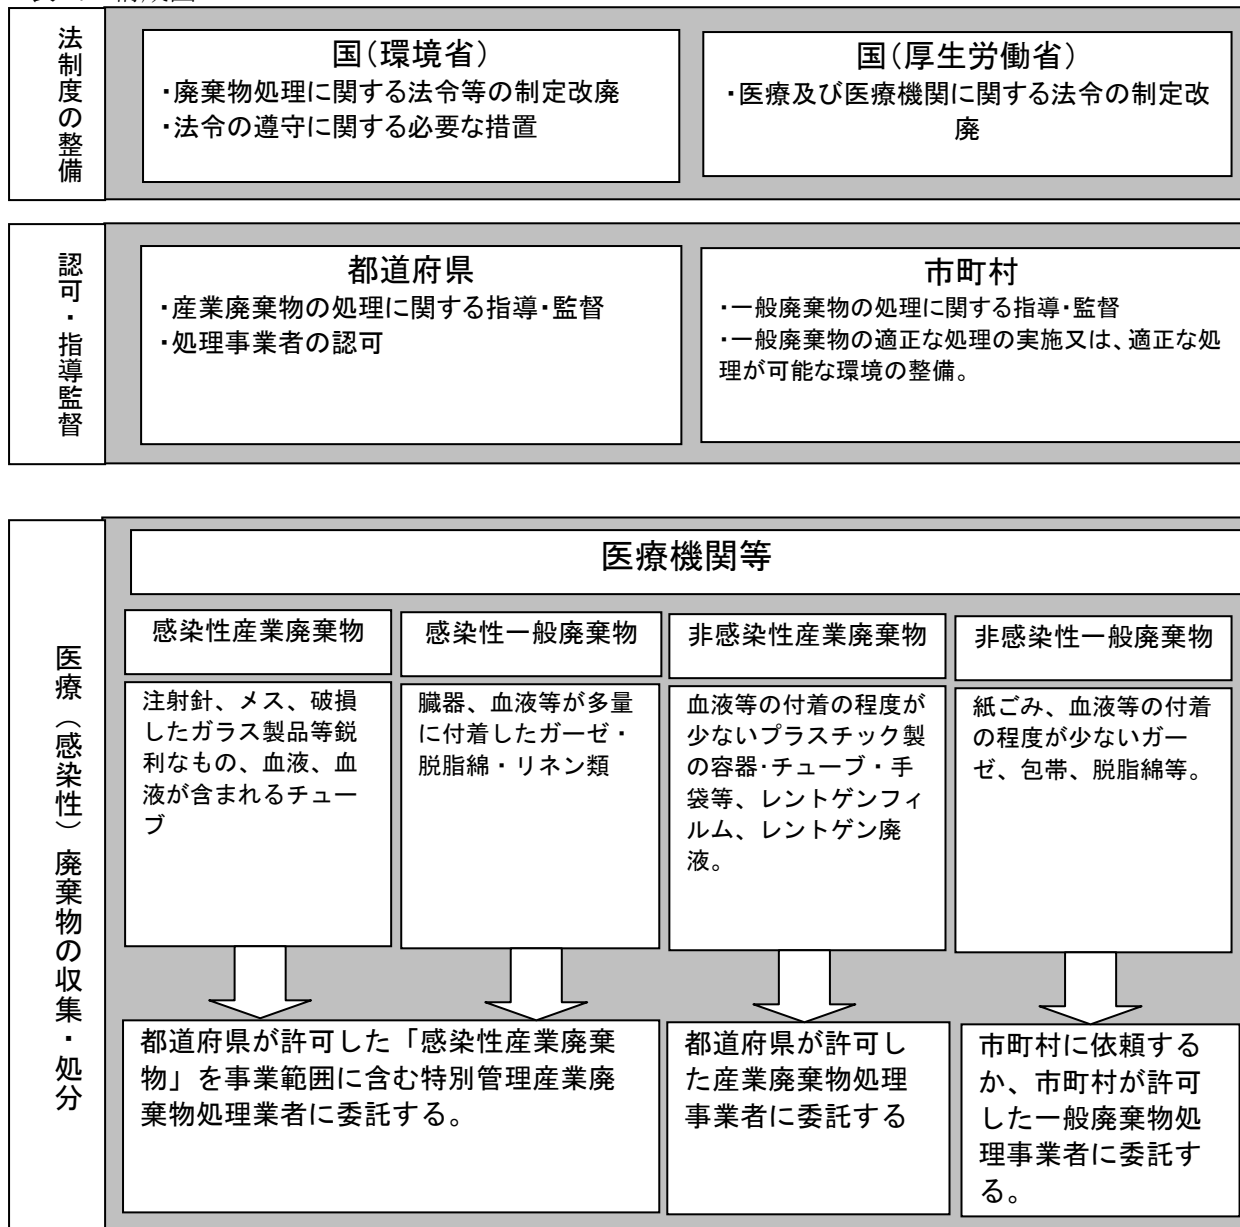 法制度の整備
国(環境省)
・廃棄物処理に関する法令等の制定改廃
・法令の遵守に関する必要な措置
国(厚生労働省)
・医療及び医療機関に関する法令の制定改
廃
認可・指導監督
都道府県
・産業廃棄物の処理に関する指導・監督
・処理事業者の認可
市町村
・一般廃棄物の処理に関する指導・監督
・一般廃棄物の適正な処理の実施又は、適正な処
理が可能な環境の整備。
医療(感染性)廃棄物の収集・処分
医療機関等
感染性産業廃棄物
注射針、メス、破損
したガラス製品等鋭
利なもの、血液、血
液が含まれるチュー
ブ
感染性一般廃棄物
臓器、血液等が多量
に付着したガーゼ・
脱脂綿・リネン類
非感染性産業廃棄物
血液等の付着の程度が
少ないプラスチック製
の容器・チューブ・手
袋等、レントゲンフィ
ルム、レントゲン廃
液。
非感染性一般廃棄物
紙ごみ、血液等の付着
の程度が少ないガー
ゼ、包帯、脱脂綿等。
都道府県が許可した「感染性産業廃棄
物」を事業範囲に含む特別管理産業廃
棄物処理業者に委託する。
都道府県が許可し
た産業廃棄物処理
事業者に委託する
市町村に依頼する
か、市町村が許可
した一般廃棄物処
理事業者に委託す
る。